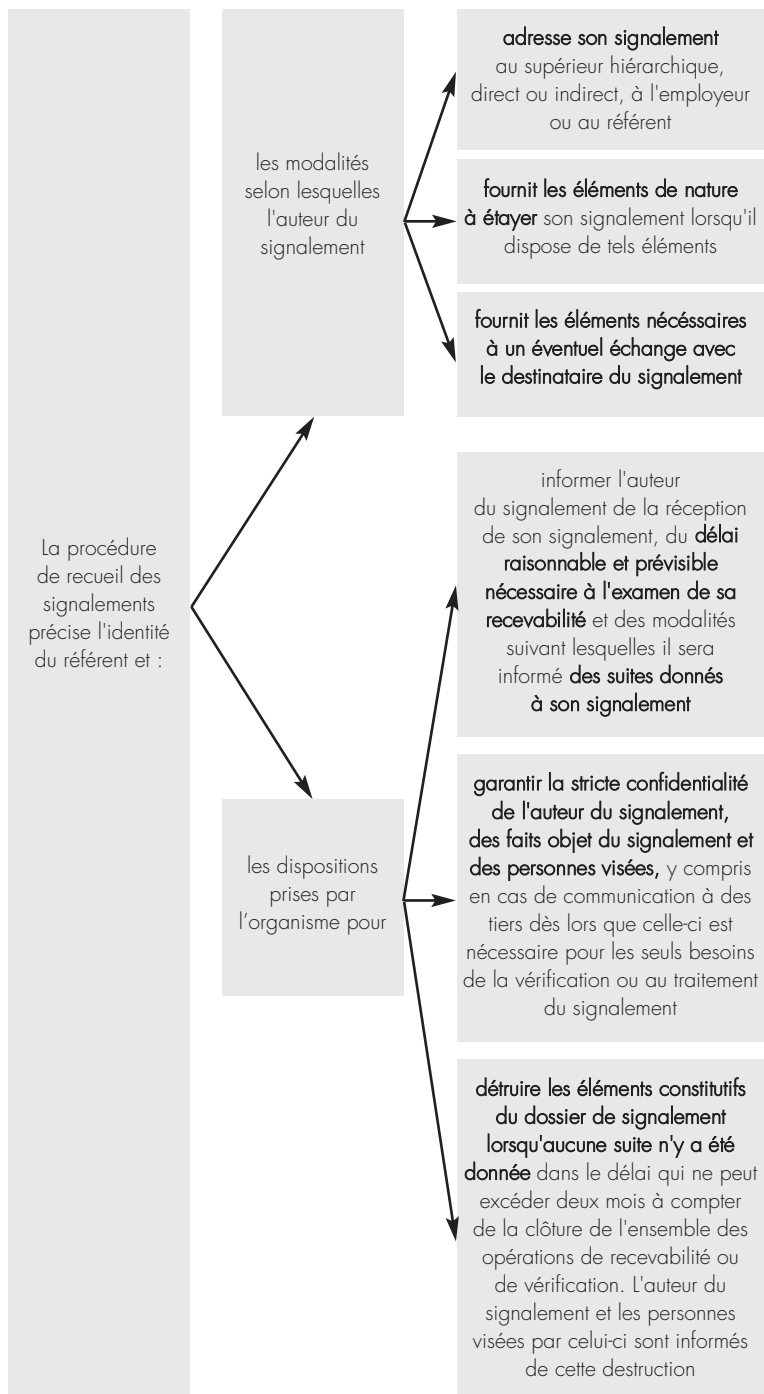 La procédure
de recueil des
signalements
précise l'identité
du référent et :
les modalités
selon lesquelles
l'auteur du
signalement
adresse son signalement
au supérieur hiérarchique,
direct ou indirect, à l'employeur
ou au référent
fournit les éléments de nature
à étayer son signalement lorsqu'il
dispose de tels éléments
fournit les éléments nécéssaires
à un éventuel échange avec
le destinataire du signalement
les dispositions
prises par
l’organisme pour
informer l'auteur
du signalement de la réception
de son signalement, du délai
raisonnable et prévisible
nécessaire à l'examen de sa
recevabilité et des modalités
suivant lesquelles il sera
informé des suites donnés
à son signalement
garantir la stricte confidentialité
de l'auteur du signalement,
des faits objet du signalement et
des personnes visées, y compris
en cas de communication à des
tiers dès lors que celle-ci est
nécessaire pour les seuls besoins
de la vérification ou au traitement
du signalement
détruire les éléments constitutifs
du dossier de signalement
lorsqu'aucune suite n'y a été
donnée dans le délai qui ne peut
excéder deux mois à compter
de la clôture de l'ensemble des
opérations de recevabilité ou
de vérification. L'auteur du
signalement et les personnes
visées par celui-ci sont informés
de cette destruction